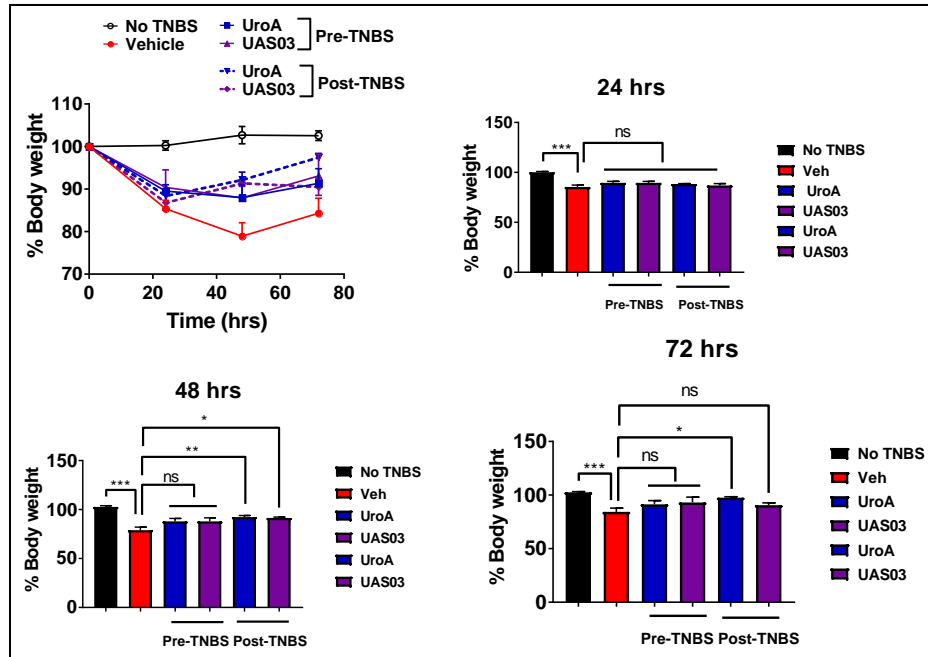 No TNBS
Vehicle
UroA
UAS03
Pre-TNBS
UroA
UAS03
Post-TNBS
% Body weight
110
100
90
80
70
0
20
40
60
80
Time (hrs)
24 hrs
% Body weight
150
100
50
0
***
ns
Pre-TNBS
Post-TNBS
No TNBS
Veh
UroA
UAS03
UroA
UAS03
48 hrs
% Body weight
150
100
50
0
***
ns
**
*
Pre-TNBS
Post-TNBS
No TNBS
Veh
UroA
UAS03
UroA
UAS03
72 hrs
% Body weight
150
100
50
0
***
ns
*
ns
Pre-TNBS
Post-TNBS
No TNBS
Veh
UroA
UAS03
UroA
UAS03